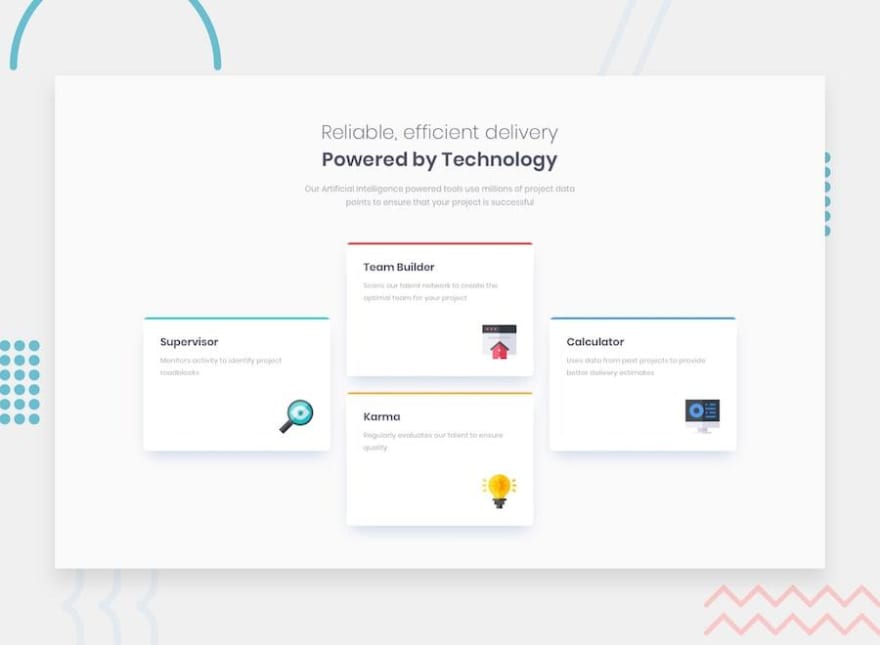 Reliable, efficient delivery
Powered by Technology
Our Artificial Intelligence powered tools use millions of project data
points to ensure that your project is successful
Team Builder
Scans our talent network to create the
optimal team for your project
Supervisor
Monitors activity to identify project
roadblocks
Calculator
Uses data from past projects to provide
better delivery estimates
Karma
Regularly evaluates our talent to ensure
quality